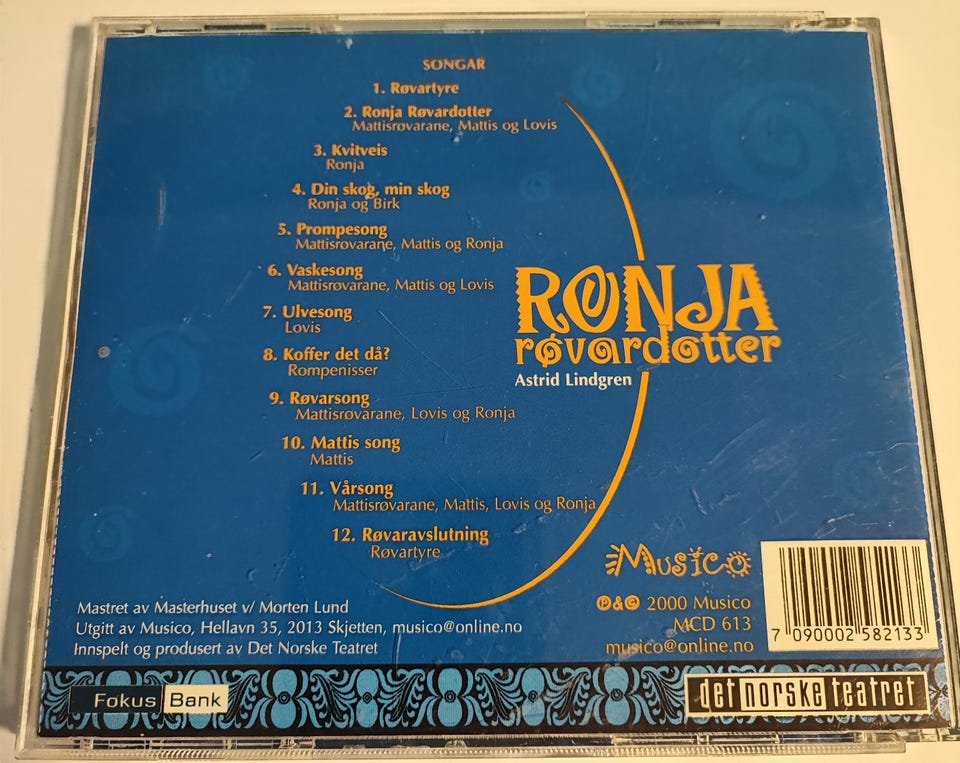 SONGAR
1. Røvartyre
2. Ronja Røvardotter
Mattisrøvarane, Mattis og Lovis
3. Kvitveis
Ronja
4. Din skog, min skog
Ronja og Birk
5. Prompesong
Mattisrøvarane, Mattis og Ronja
6. Vaskesong
Mattisrøvarane, Mattis og Lovis
7. Ulvesong
Lovis
8. Koffer det då?
Rompenisser
9. Røvarsong
Mattisrøvarane, Lovis og Ronja
10. Mattis song
Mattis
11. Vårsong
Mattisrøvarane, Mattis, Lovis og Ronja
12. Røvaravslutning
Røvartyre
RONJA
røvardotter
Astrid Lindgren
Mastret av Masterhuset v/ Morten Lund
Utgitt av Musico, Hellavn 35, 2013 Skjetten, musico@online.no
Innspelt og produsert av Det Norske Teatret
Musico
℗&© 2000 Musico
MCD 613
musico@online.no
7 090002 582133
Fokus Bank
det norske teatret